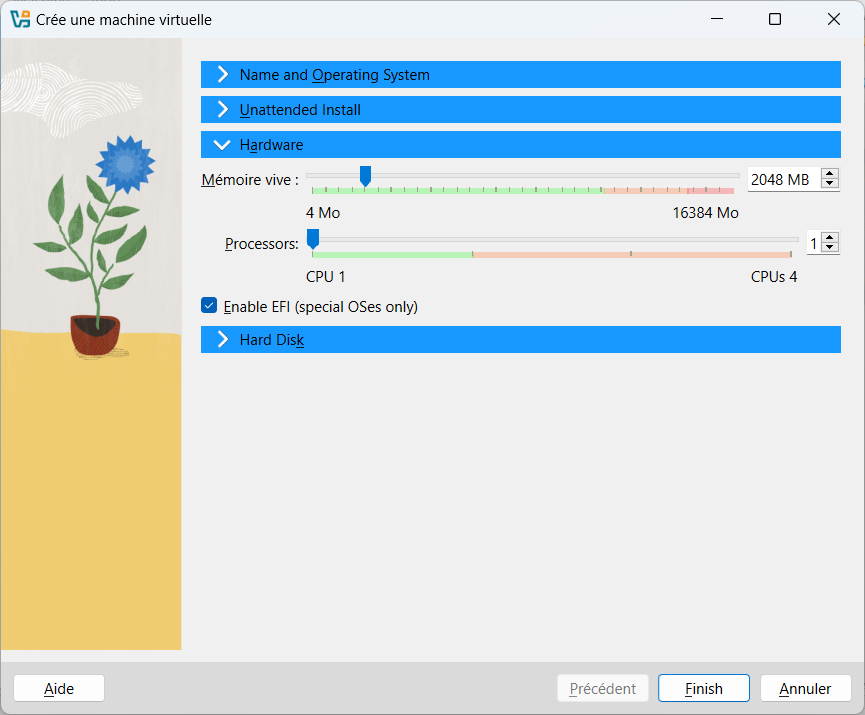 Crée une machine virtuelle
Name and Operating System
Unattended Install
Hardware
Mémoire vive : 2048 MB
4 Mo 16384 Mo
Processors: 1
CPU 1 CPUs 4
Enable EFI (special OSes only)
Hard Disk
Aide Précédent Finish Annuler